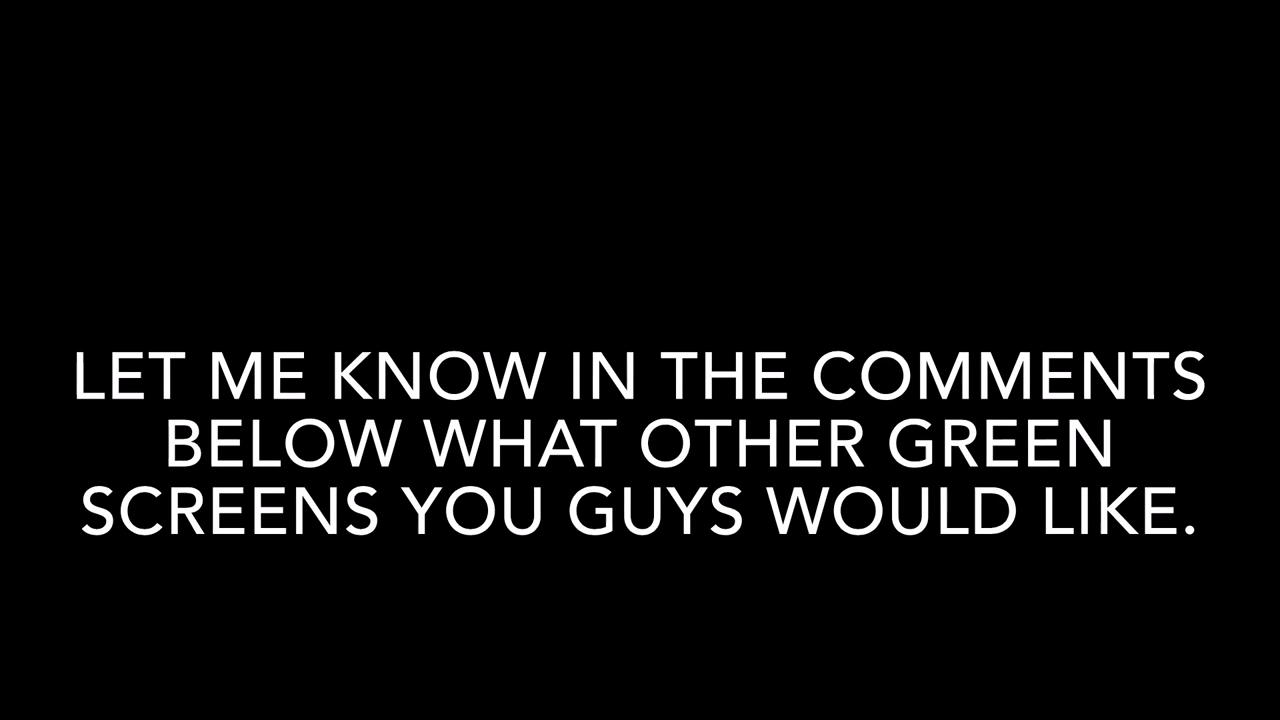 LET ME KNOW IN THE COMMENTS
BELOW WHAT OTHER GREEN
SCREENS YOU GUYS WOULD LIKE.